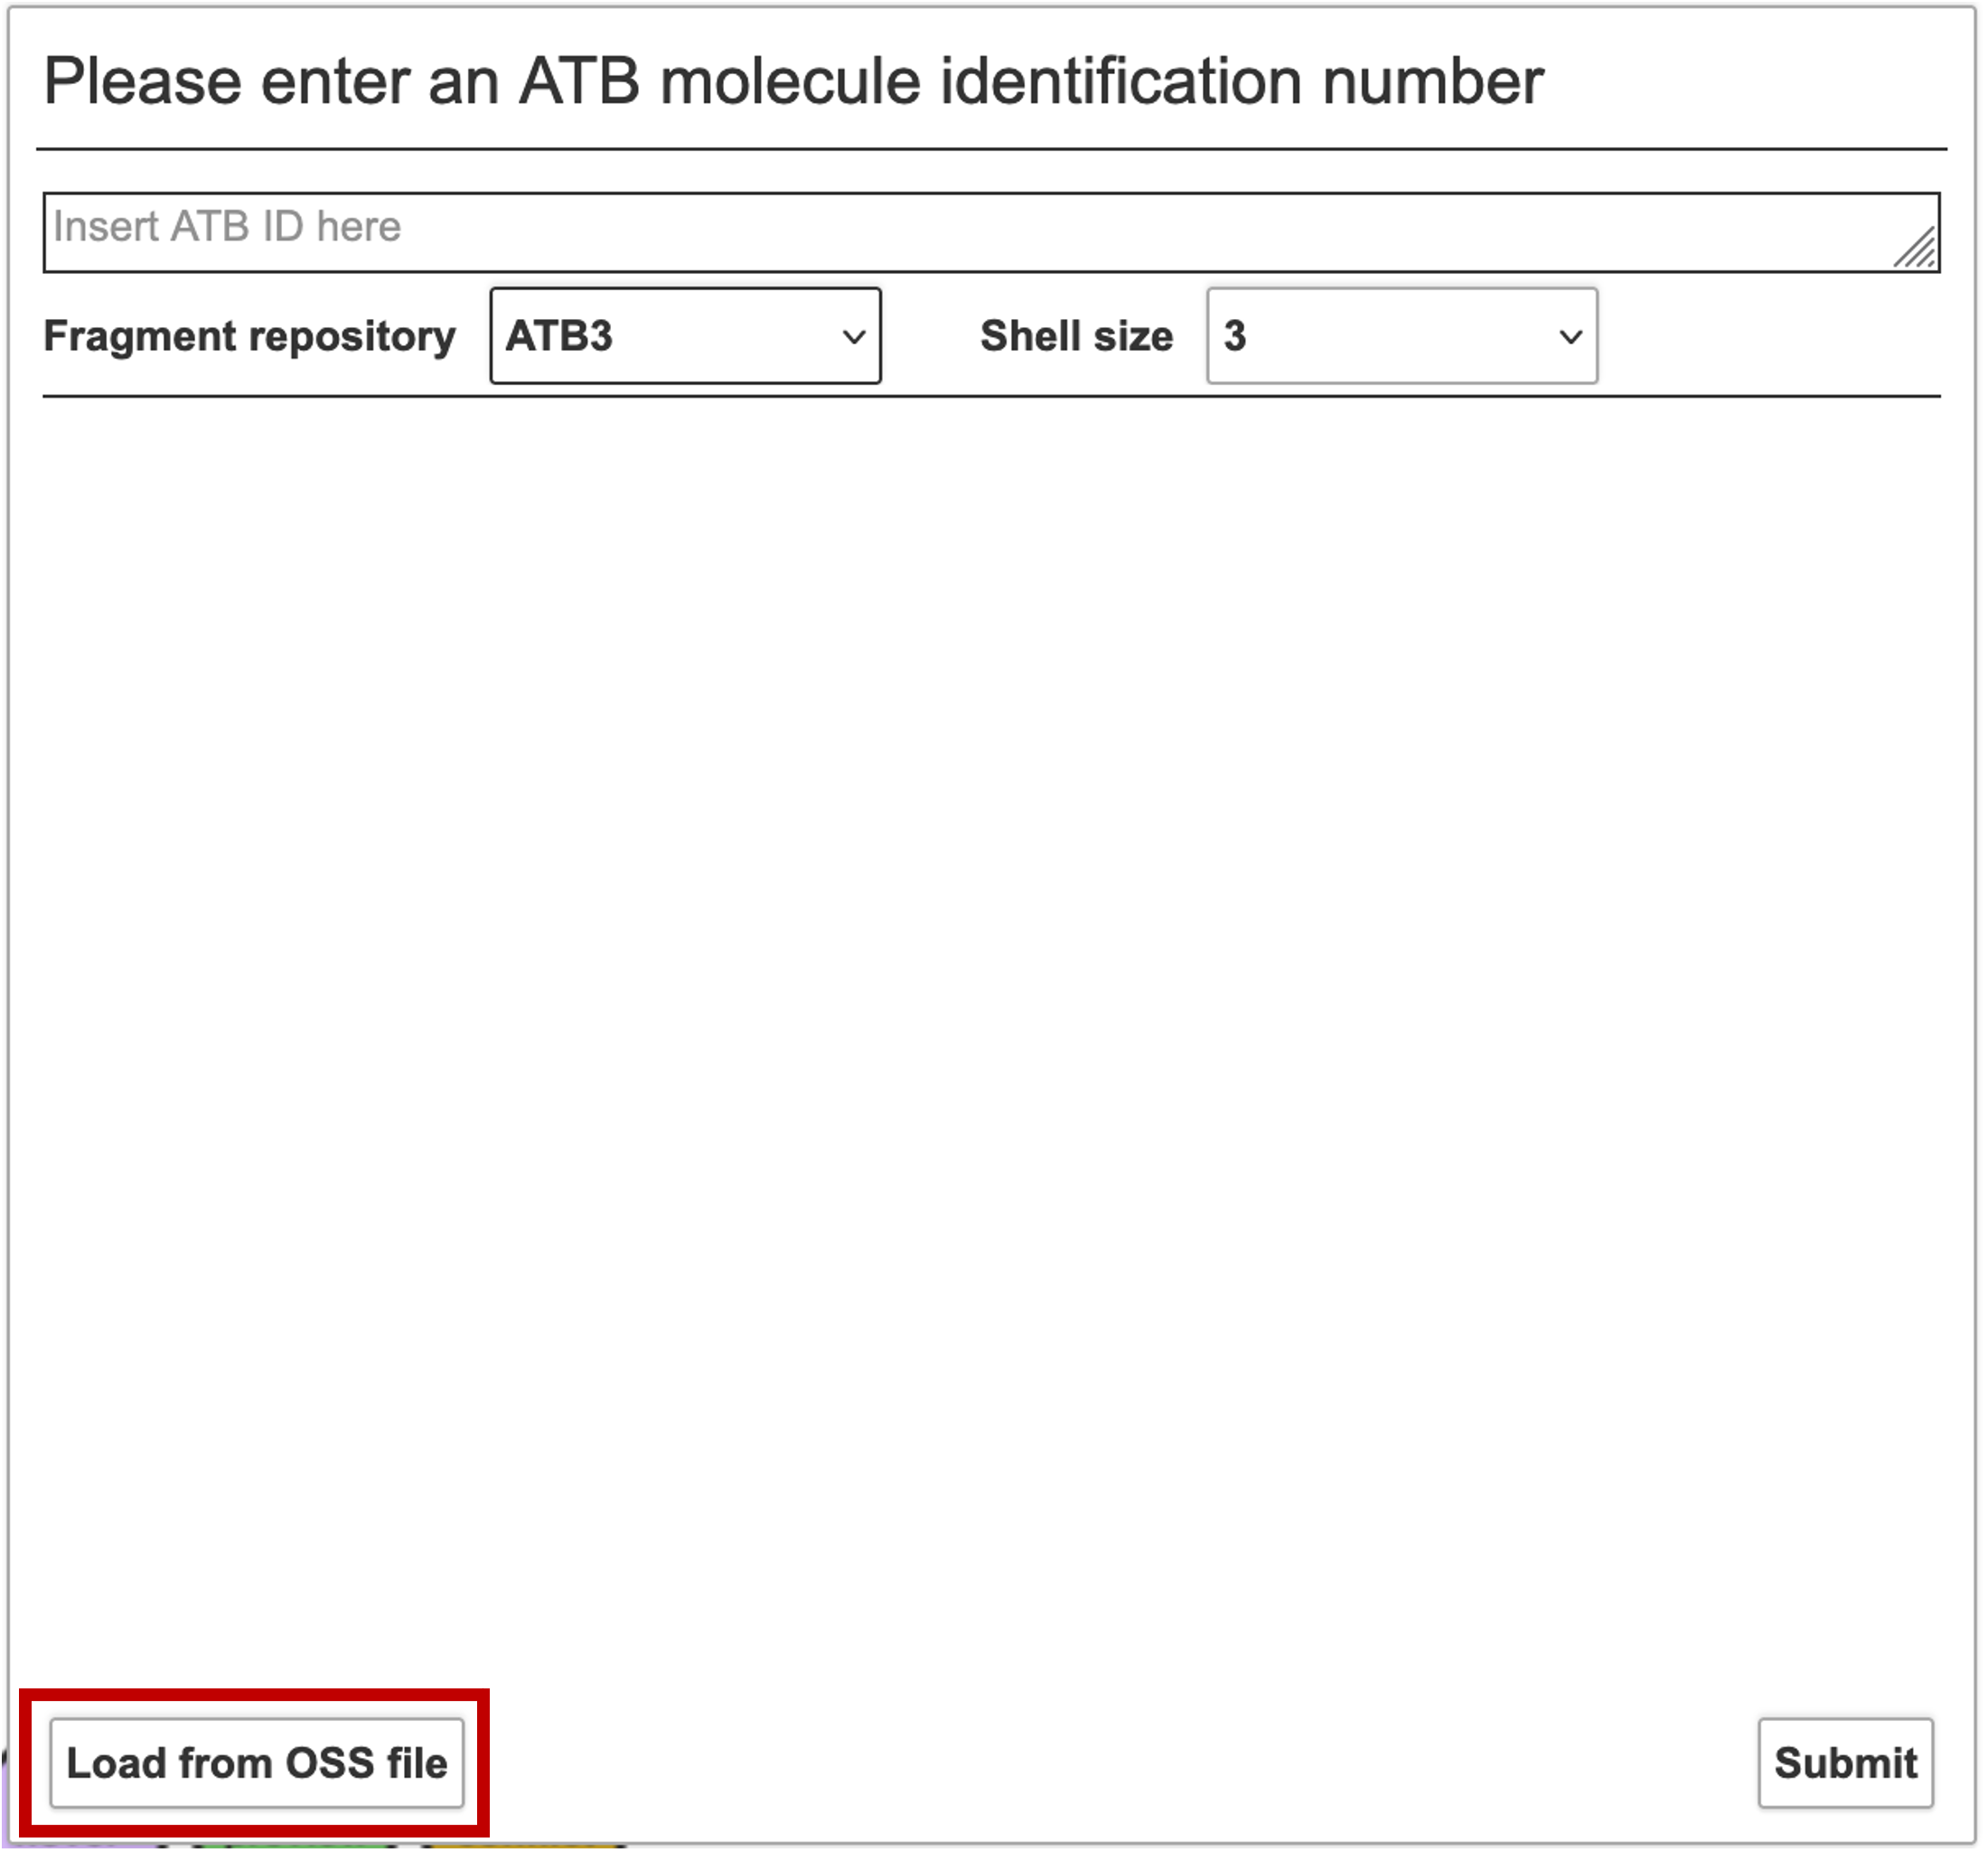 Please enter an ATB molecule identification number
Insert ATB ID here
Fragment repository ATB3 Shell size 3
Load from OSS file Submit